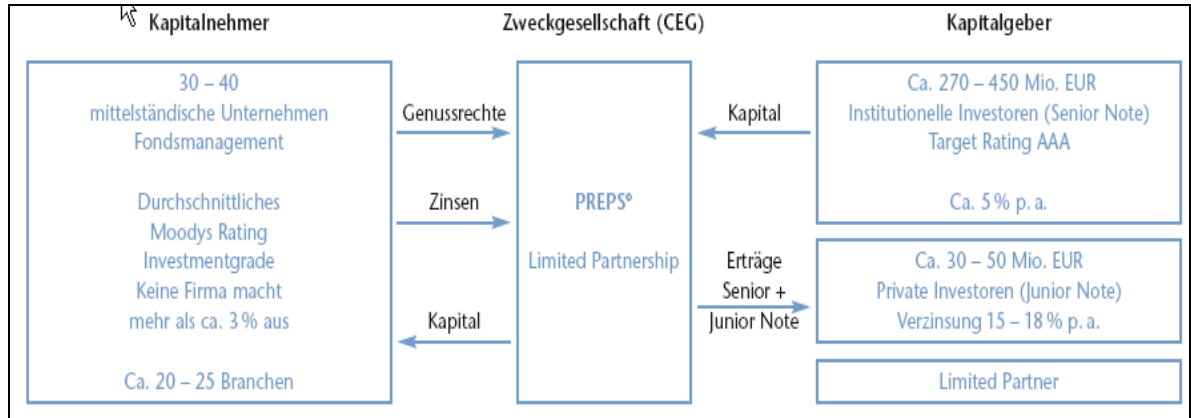 Kapitalnehmer
Zweckgesellschaft (CEG)
Kapitalgeber
30 – 40
mittelständische Unternehmen
Fondsmanagement
Durchschnittliches
Moodys Rating
Investmentgrade
Keine Firma macht
mehr als ca. 3 % aus
Ca. 20 – 25 Branchen
Genussrechte
Zinsen
Kapital
PREPS®
Limited Partnership
Kapital
Erträge
Senior +
Junior Note
Ca. 270 – 450 Mio. EUR
Institutionelle Investoren (Senior Note)
Target Rating AAA
Ca. 5 % p. a.
Ca. 30 – 50 Mio. EUR
Private Investoren (Junior Note)
Verzinsung 15 – 18 % p. a.
Limited Partner